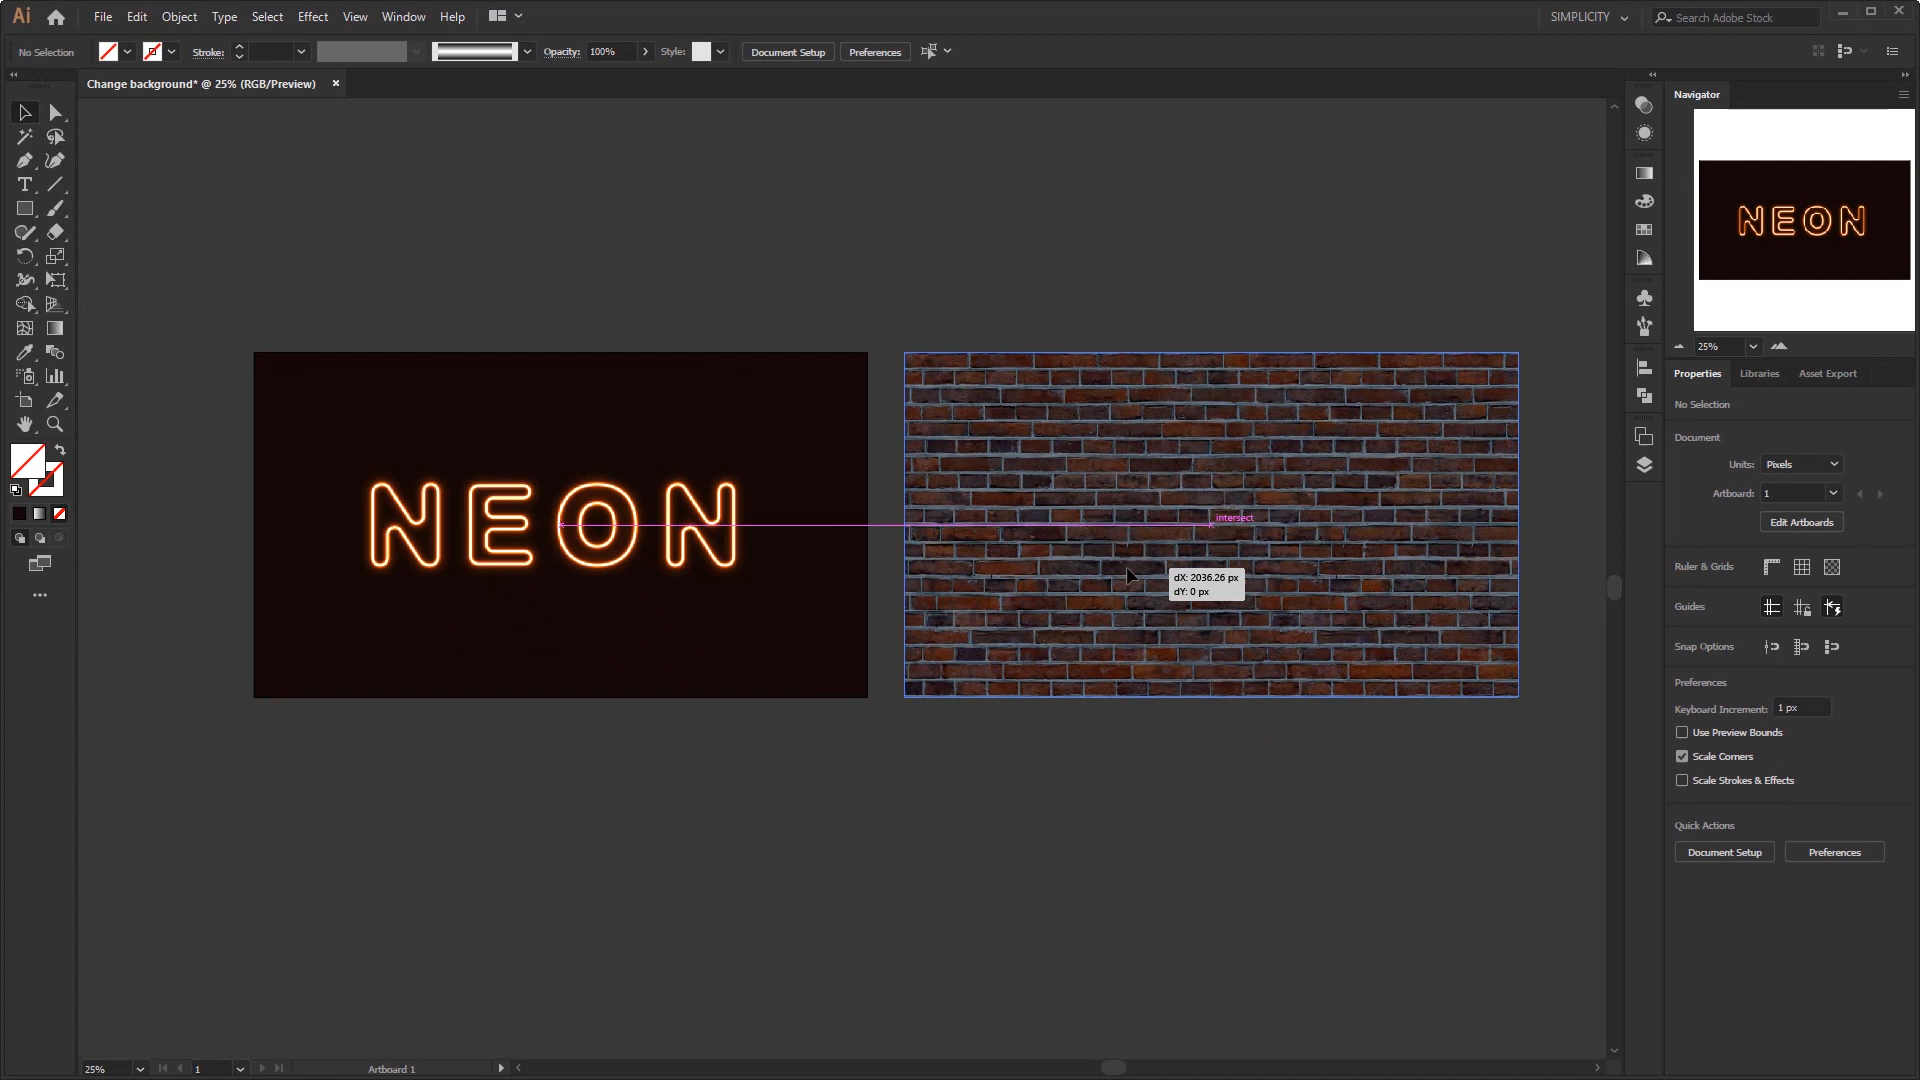 Ai File Edit Object Type Select Effect View Window Help SIMPLICITY Search Adobe Stock
No Selection Stroke: Opacity: 100% Style: Document Setup Preferences
Change background* @ 25% (RGB/Preview) ×
Navigator
NEON
25%
Properties Libraries Asset Export
No Selection
Document
Units: Pixels
Artboard: 1
Edit Artboards
NEON
intersect
dX: 2036.26 px
dY: 0 px
Ruler & Grids
Guides
Snap Options
Preferences
Keyboard Increment: 1 px
Use Preview Bounds
Scale Corners
Scale Strokes & Effects
Quick Actions
Document Setup Preferences
25% 1 Artboard 1